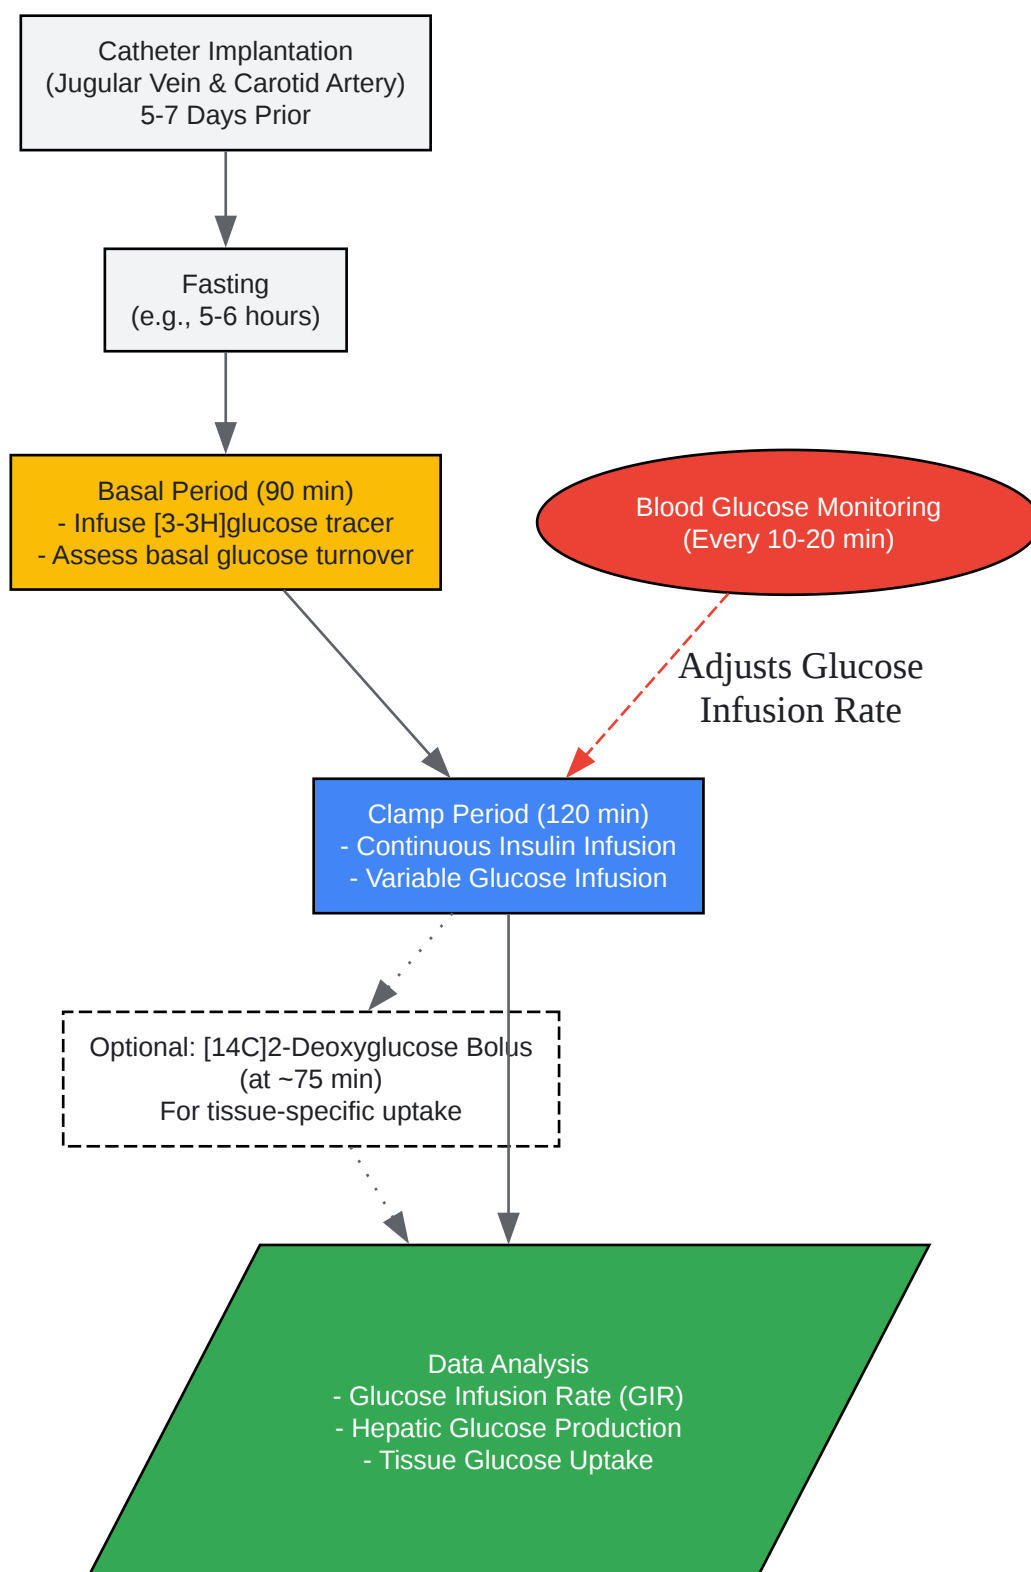 Catheter Implantation
(Jugular Vein & Carotid Artery)
5-7 Days Prior
Fasting
(e.g., 5-6 hours)
Basal Period (90 min)
- Infuse [3-3H]glucose tracer
- Assess basal glucose turnover
Blood Glucose Monitoring
(Every 10-20 min)
Adjusts Glucose
Infusion Rate
Clamp Period (120 min)
- Continuous Insulin Infusion
- Variable Glucose Infusion
Optional: [14C]2-Deoxyglucose Bolus
(at ~75 min)
For tissue-specific uptake
Data Analysis
- Glucose Infusion Rate (GIR)
- Hepatic Glucose Production
- Tissue Glucose Uptake